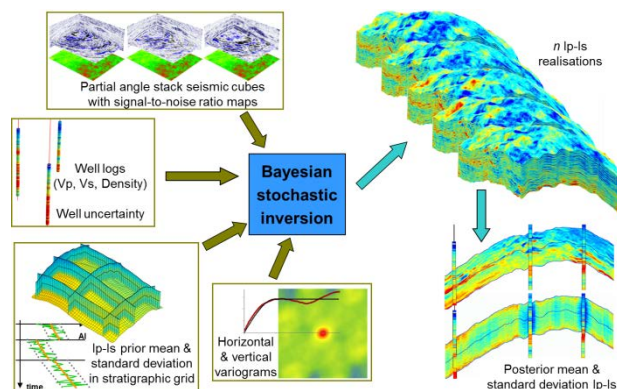 Partial angle stack seismic cubes
with signal-to-noise ratio maps
n Ip-Is
realisations
Well logs
(Vp, Vs, Density)
Well uncertainty
Bayesian
stochastic
inversion
AI
time
Ip-Is prior mean &
standard deviation
in stratigraphic grid
Horizontal
& vertical
variograms
Posterior mean &
standard deviation Ip-Is